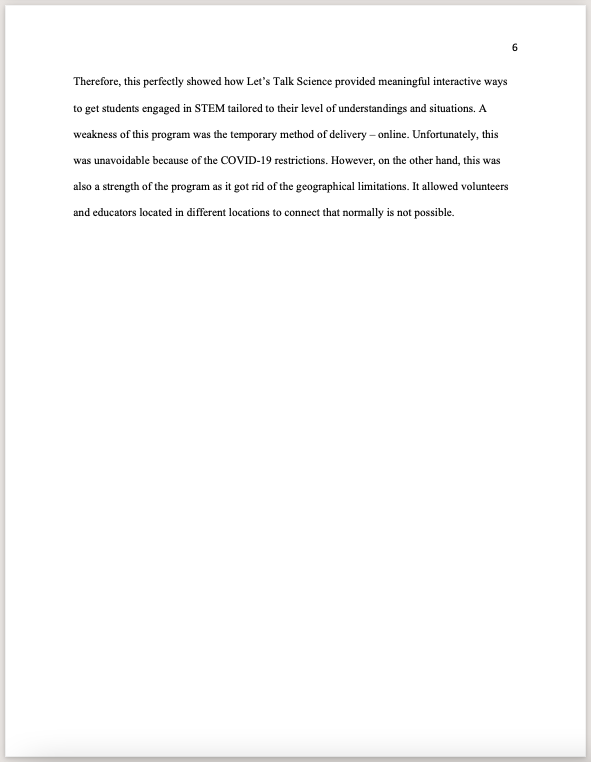 6
Therefore, this perfectly showed how Let’s Talk Science provided meaningful interactive ways
to get students engaged in STEM tailored to their level of understandings and situations. A
weakness of this program was the temporary method of delivery – online. Unfortunately, this
was unavoidable because of the COVID-19 restrictions. However, on the other hand, this was
also a strength of the program as it got rid of the geographical limitations. It allowed volunteers
and educators located in different locations to connect that normally is not possible.